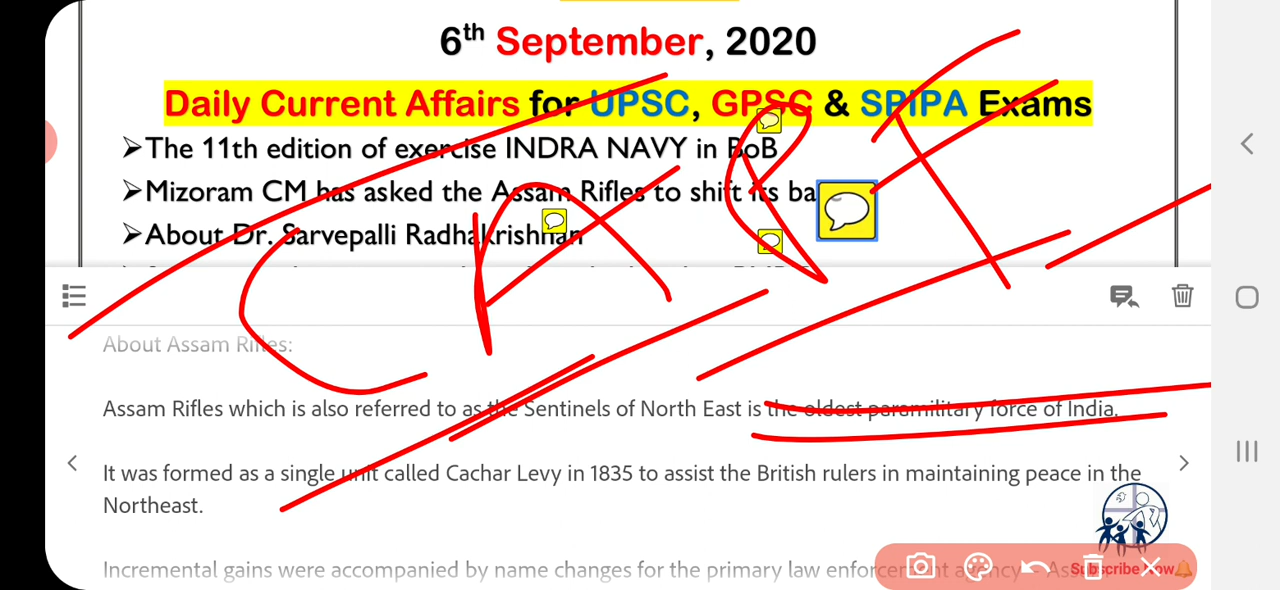 6th September, 2020
Daily Current Affairs for UPSC, GPSC & SPIPA Exams
➢The 11th edition of exercise INDRA NAVY in BoB
➢Mizoram CM has asked the Assam Rifles to shift its
➢About Dr. Sarvepalli Radhakrishnan
About Assam Rifles:
Assam Rifles which is also referred to as the Sentinels of North East is the oldest paramilitary force of India.
It was formed as a single unit called Cachar Levy in 1835 to assist the British rulers in maintaining peace in the
Northeast.
Incremental gains were accompanied by name changes for the primary law enforcement agency
Subscribe Now